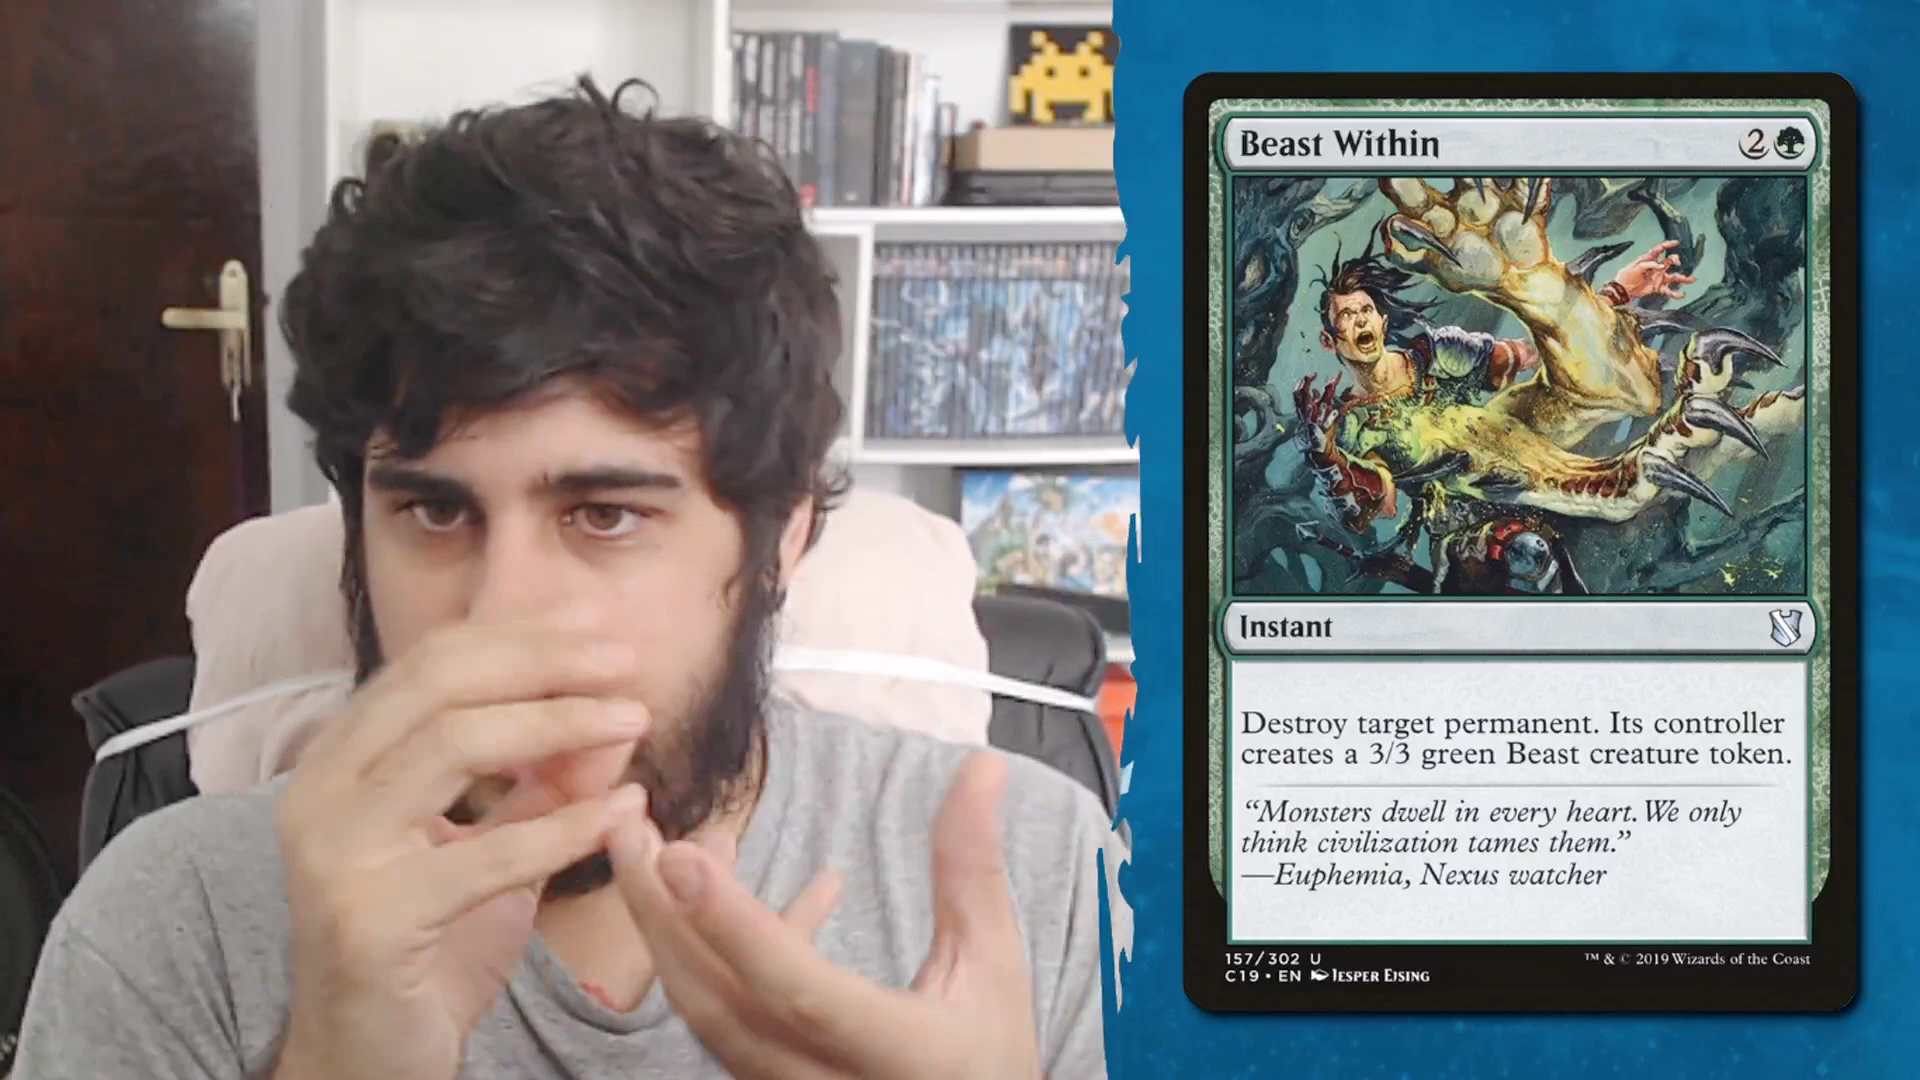 Beast Within
2
Instant
Destroy target permanent. Its controller
creates a 3/3 green Beast creature token.
“Monsters dwell in every heart. We only
think civilization tames them.”
—Euphemia, Nexus watcher
157/302 U
C19 • EN Jesper Ejsing
™ & © 2019 Wizards of the Coast